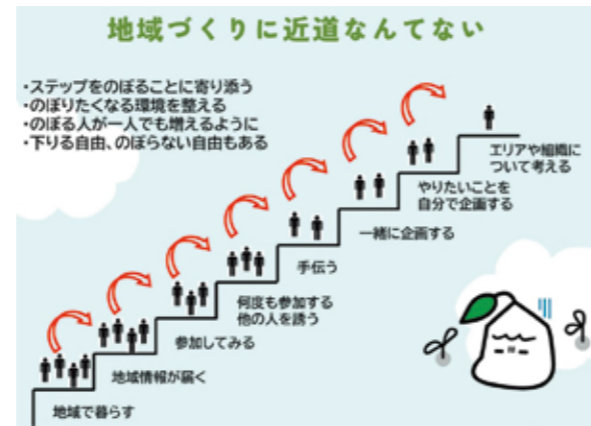 地域づくりに近道なんてない
・ステップをのぼることに寄り添う
・のぼりたくなる環境を整える
・のぼる人が一人でも増えるように
・下りる自由、のぼらない自由もある
エリアや組織に
ついて考える
やりたいことを
自分で企画する
一緒に企画する
手伝う
何度も参加する
他の人を誘う
参加してみる
地域情報が届く
地域で暮らす